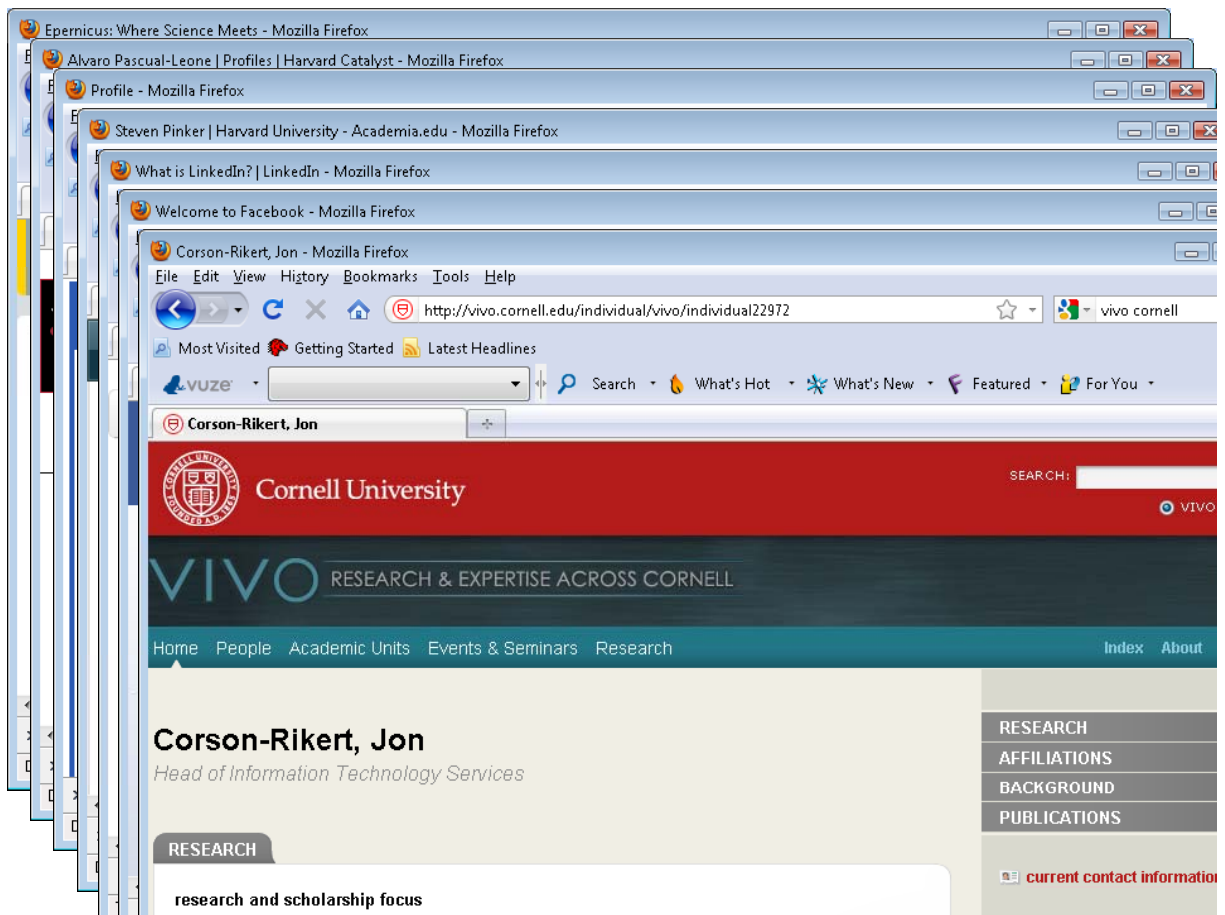 Epernicus: Where Science Meets - Mozilla Firefox
Alvaro Pascual-Leone | Profiles | Harvard Catalyst - Mozilla Firefox
Profile - Mozilla Firefox
Steven Pinker | Harvard University - Academia.edu - Mozilla Firefox
What is LinkedIn? | LinkedIn - Mozilla Firefox
Welcome to Facebook - Mozilla Firefox
Corson-Rikert, Jon - Mozilla Firefox
File Edit View History Bookmarks Tools Help
http://vivo.cornell.edu/individual/vivo/individual22972 vivo cornell
Most Visited Getting Started Latest Headlines
vuze Search What's Hot What's New Featured For You
Corson-Rikert, Jon
Cornell University SEARCH:
VIVO
VIVO RESEARCH & EXPERTISE ACROSS CORNELL
Home People Academic Units Events & Seminars Research Index About
Corson-Rikert, Jon
Head of Information Technology Services
RESEARCH
AFFILIATIONS
BACKGROUND
PUBLICATIONS
RESEARCH
current contact information
research and scholarship focus